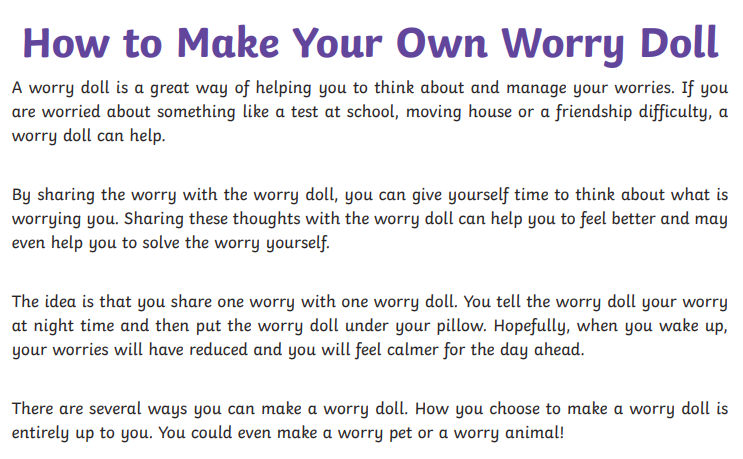 How to Make Your Own Worry Doll
A worry doll is a great way of helping you to think about and manage your worries. If you
are worried about something like a test at school, moving house or a friendship difficulty, a
worry doll can help.
By sharing the worry with the worry doll, you can give yourself time to think about what is
worrying you. Sharing these thoughts with the worry doll can help you to feel better and may
even help you to solve the worry yourself.
The idea is that you share one worry with one worry doll. You tell the worry doll your worry
at night time and then put the worry doll under your pillow. Hopefully, when you wake up,
your worries will have reduced and you will feel calmer for the day ahead.
There are several ways you can make a worry doll. How you choose to make a worry doll is
entirely up to you. You could even make a worry pet or a worry animal!